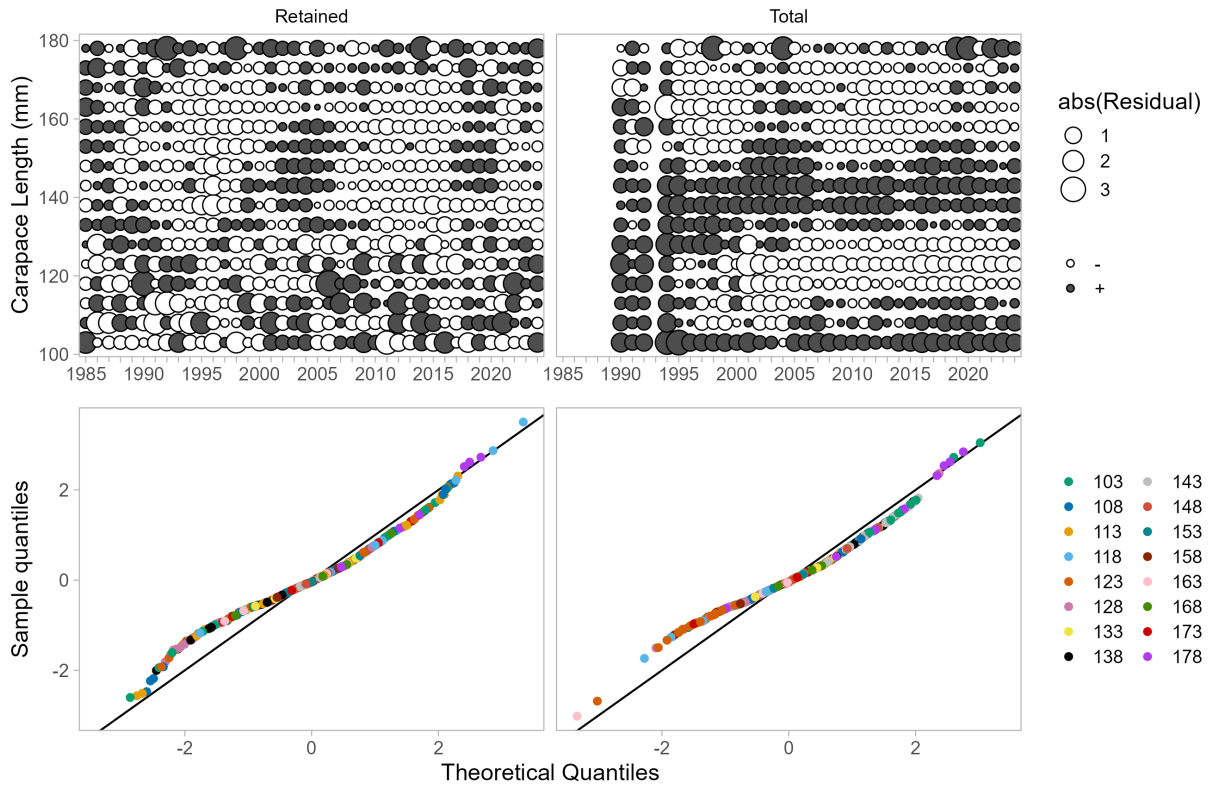 Retained Total
180
160
140
120
100
Carapace Length (mm)
1985 1990 1995 2000 2005 2010 2015 2020
1985 1990 1995 2000 2005 2010 2015 2020
abs(Residual)
1
2
3
-
+
2
0
-2
Sample quantiles
-2 0 2
-2 0 2
Theoretical Quantiles
103 143
108 148
113 153
118 158
123 163
128 168
133 173
138 178